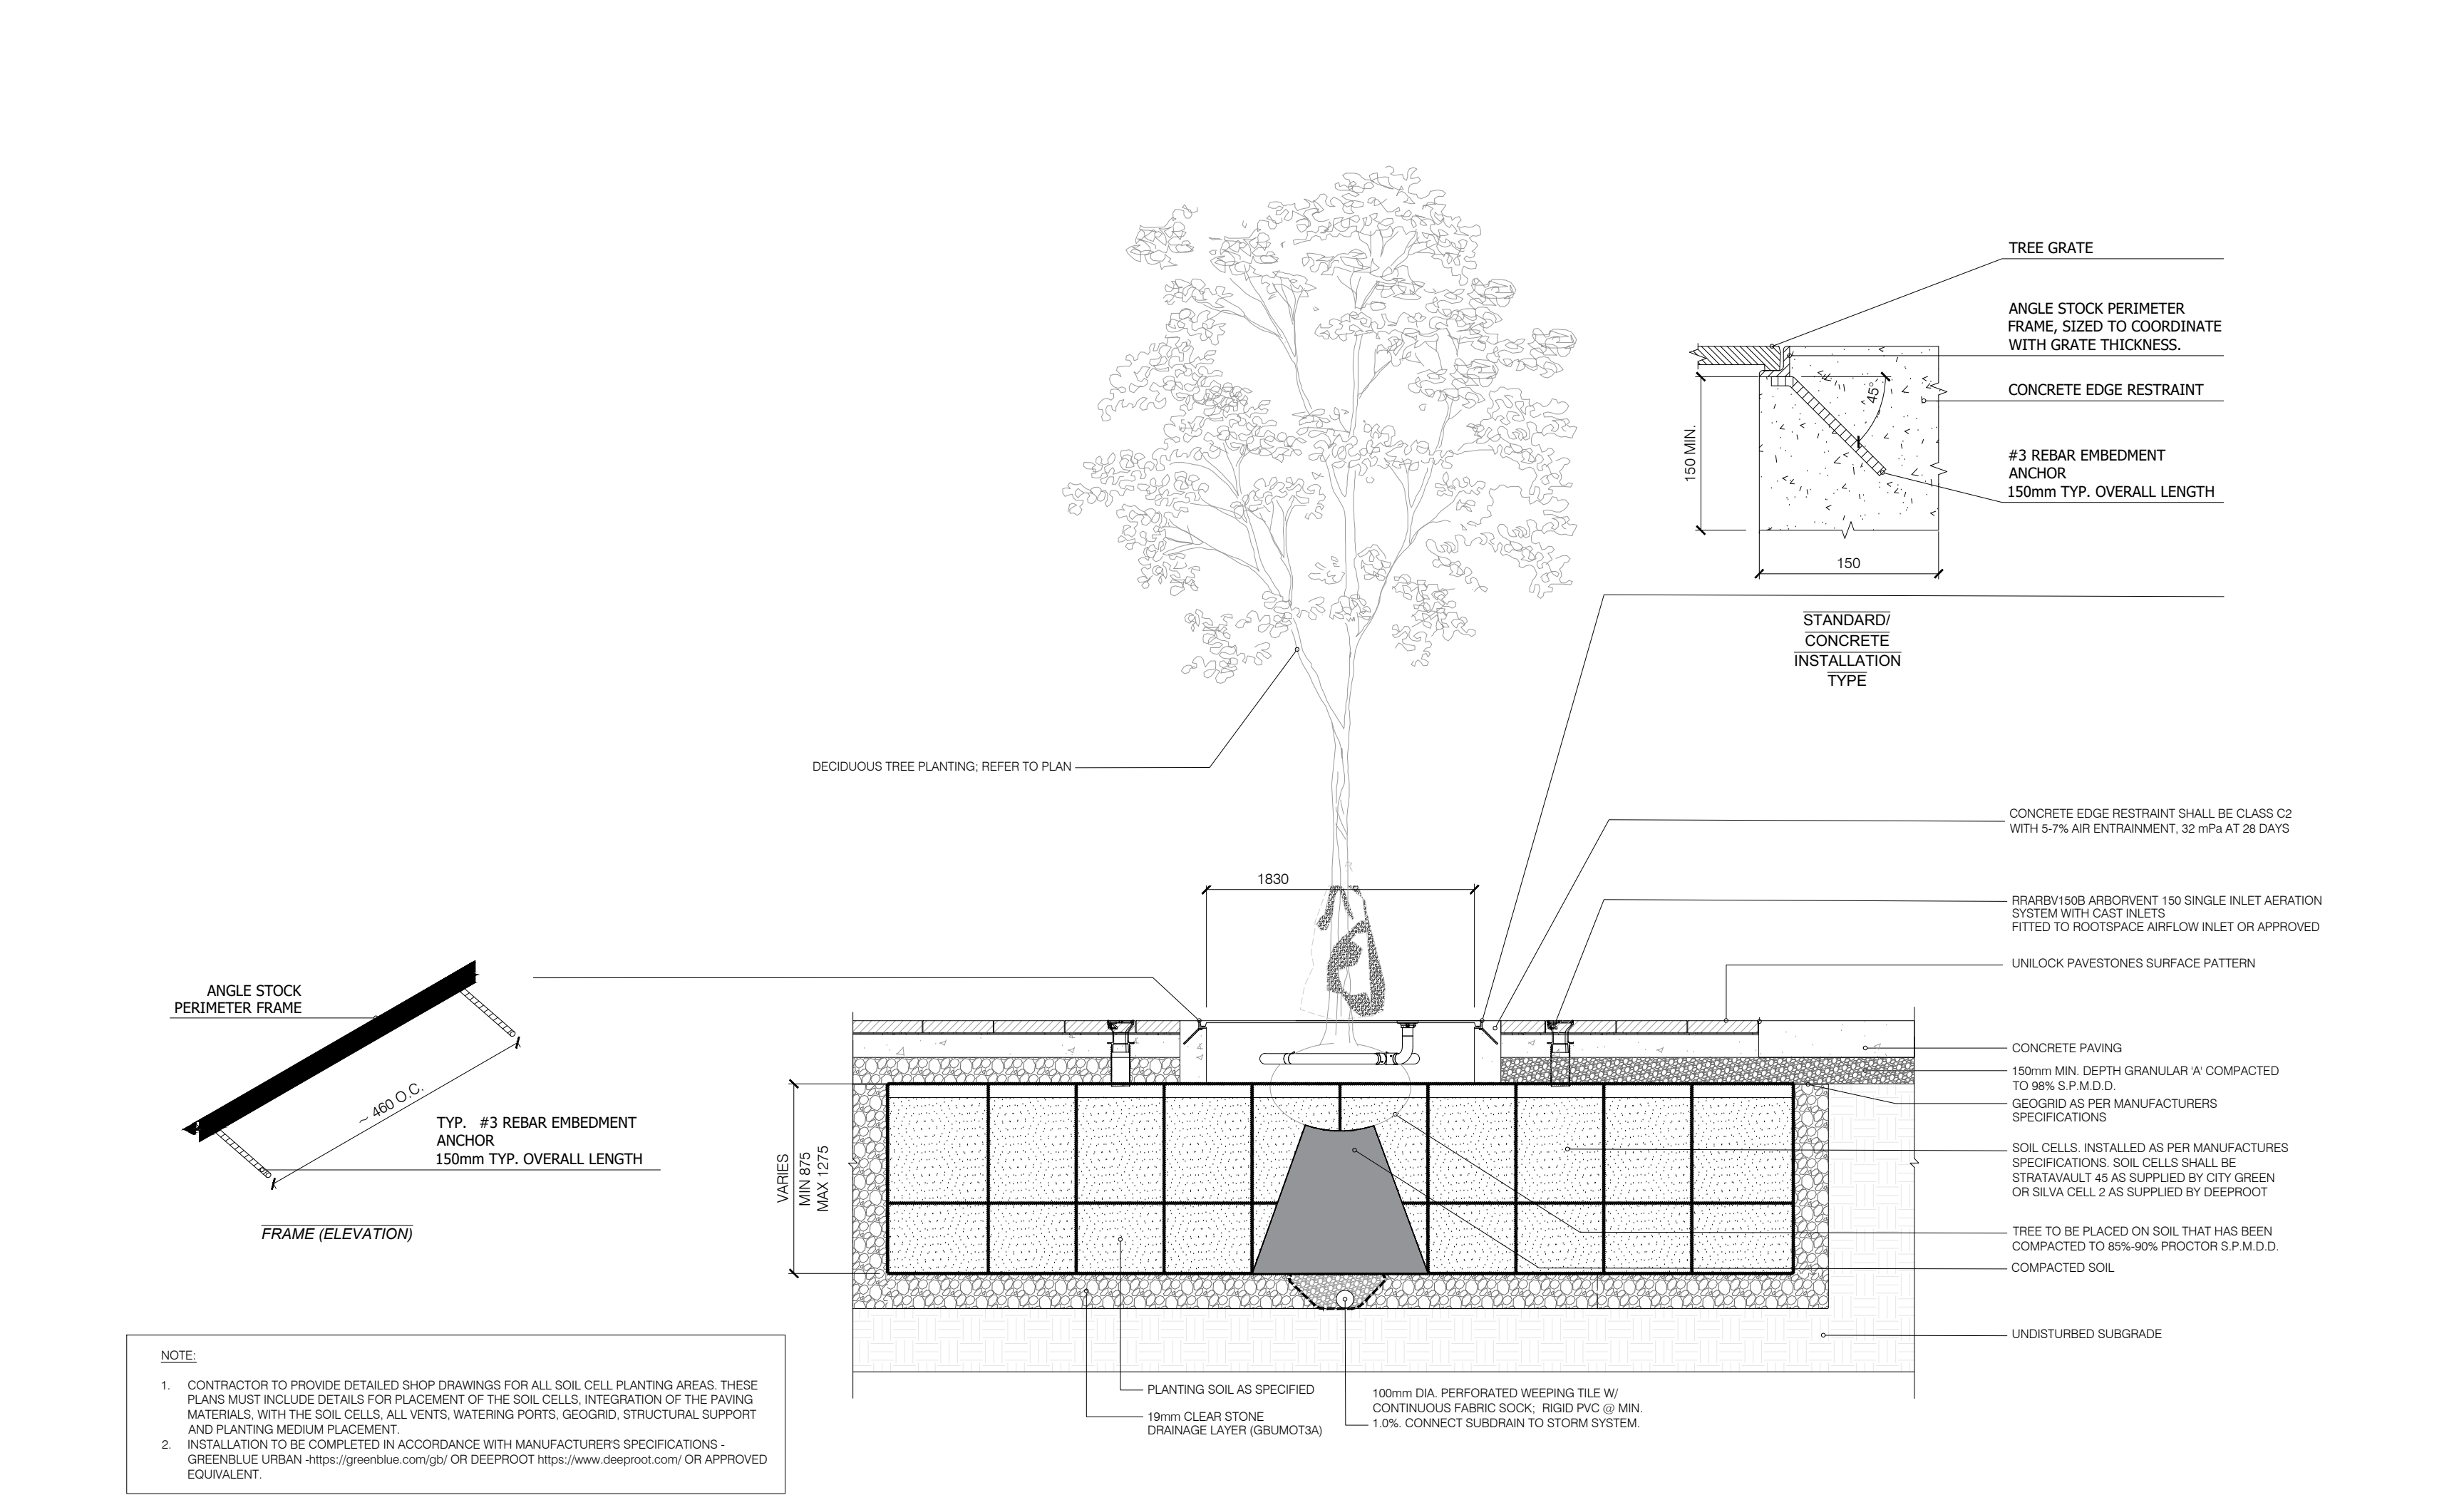 TREE GRATE
ANGLE STOCK PERIMETER
FRAME, SIZED TO COORDINATE
WITH GRATE THICKNESS.
CONCRETE EDGE RESTRAINT
#3 REBAR EMBEDMENT
ANCHOR
150mm TYP. OVERALL LENGTH
45°
150 MIN.
150
STANDARD/
CONCRETE
INSTALLATION
TYPE
DECIDUOUS TREE PLANTING; REFER TO PLAN
CONCRETE EDGE RESTRAINT SHALL BE CLASS C2
WITH 5-7% AIR ENTRAINMENT, 32 mPa AT 28 DAYS
1830
RRARBV150B ARBORVENT 150 SINGLE INLET AERATION
SYSTEM WITH CAST INLETS
FITTED TO ROOTSPACE AIRFLOW INLET OR APPROVED
UNILOCK PAVESTONES SURFACE PATTERN
ANGLE STOCK
PERIMETER FRAME
~ 460 O.C.
TYP. #3 REBAR EMBEDMENT
ANCHOR
150mm TYP. OVERALL LENGTH
FRAME (ELEVATION)
VARIES
MIN 875
MAX 1275
CONCRETE PAVING
150mm MIN. DEPTH GRANULAR 'A' COMPACTED
TO 98% S.P.M.D.D.
GEOGRID AS PER MANUFACTURERS
SPECIFICATIONS
SOIL CELLS. INSTALLED AS PER MANUFACTURES
SPECIFICATIONS. SOIL CELLS SHALL BE
STRATAVAULT 45 AS SUPPLIED BY CITY GREEN
OR SILVA CELL 2 AS SUPPLIED BY DEEPROOT
TREE TO BE PLACED ON SOIL THAT HAS BEEN
COMPACTED TO 85%-90% PROCTOR S.P.M.D.D.
COMPACTED SOIL
UNDISTURBED SUBGRADE
PLANTING SOIL AS SPECIFIED
19mm CLEAR STONE
DRAINAGE LAYER (GBUMOT3A)
100mm DIA. PERFORATED WEEPING TILE W/
CONTINUOUS FABRIC SOCK; RIGID PVC @ MIN.
1.0%. CONNECT SUBDRAIN TO STORM SYSTEM.
NOTE:
1. CONTRACTOR TO PROVIDE DETAILED SHOP DRAWINGS FOR ALL SOIL CELL PLANTING AREAS. THESE
PLANS MUST INCLUDE DETAILS FOR PLACEMENT OF THE SOIL CELLS, INTEGRATION OF THE PAVING
MATERIALS, WITH THE SOIL CELLS, ALL VENTS, WATERING PORTS, GEOGRID, STRUCTURAL SUPPORT
AND PLANTING MEDIUM PLACEMENT.
2. INSTALLATION TO BE COMPLETED IN ACCORDANCE WITH MANUFACTURER'S SPECIFICATIONS -
GREENBLUE URBAN -https://greenblue.com/gb/ OR DEEPROOT https://www.deeproot.com/ OR APPROVED
EQUIVALENT.